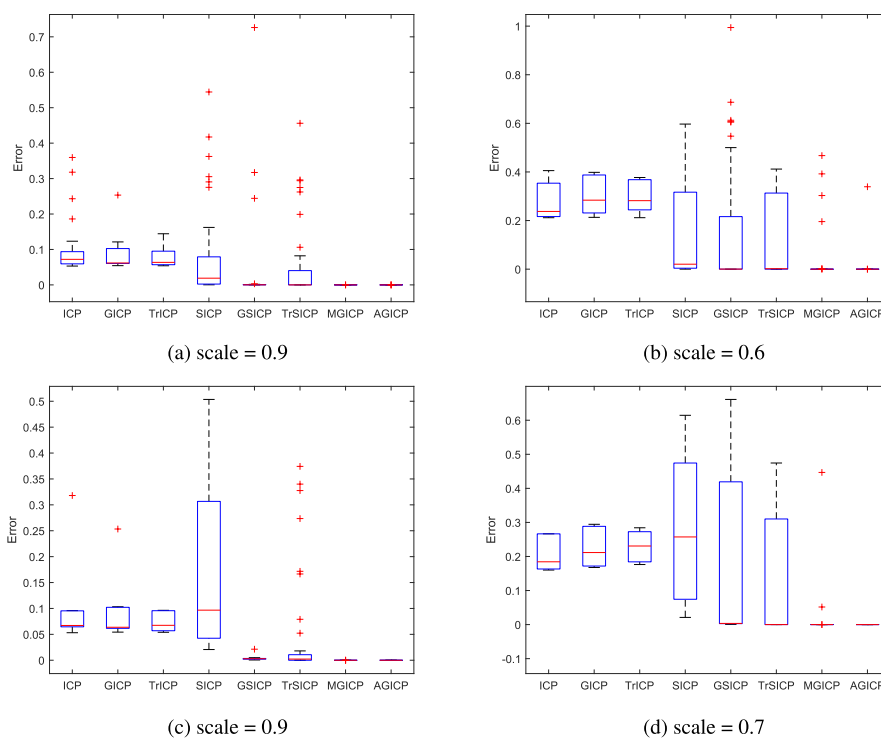 0.7
0.6
0.5
0.4
0.3
0.2
0.1
0
Error
ICP GICP TrICP SICP GSICP TrSICP MGICP AGICP
(a) scale = 0.9
1
0.8
0.6
0.4
0.2
0
Error
ICP GICP TrICP SICP GSICP TrSICP MGICP AGICP
(b) scale = 0.6
0.5
0.45
0.4
0.35
0.3
0.25
0.2
0.15
0.1
0.05
0
Error
ICP GICP TrICP SICP GSICP TrSICP MGICP AGICP
(c) scale = 0.9
0.6
0.5
0.4
0.3
0.2
0.1
0
-0.1
Error
ICP GICP TrICP SICP GSICP TrSICP MGICP AGICP
(d) scale = 0.7